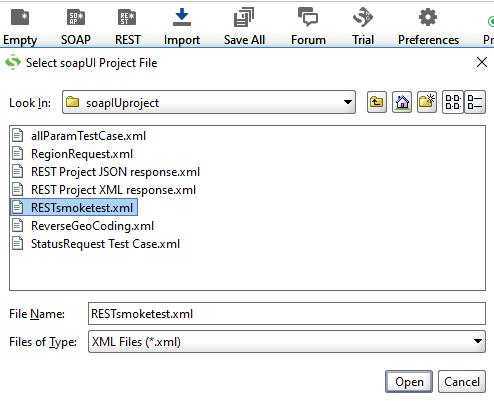 Empty SOAP REST Import Save All Forum Trial Preferences
Select soapUI Project File
Look In: soapIUproject
allParamTestCase.xml
RegionRequest.xml
REST Project JSON response.xml
REST Project XML response.xml
RESTsmoketest.xml
ReverseGeoCoding.xml
StatusRequest Test Case.xml
File Name: RESTsmoketest.xml
Files of Type: XML Files (*.xml)
Open Cancel